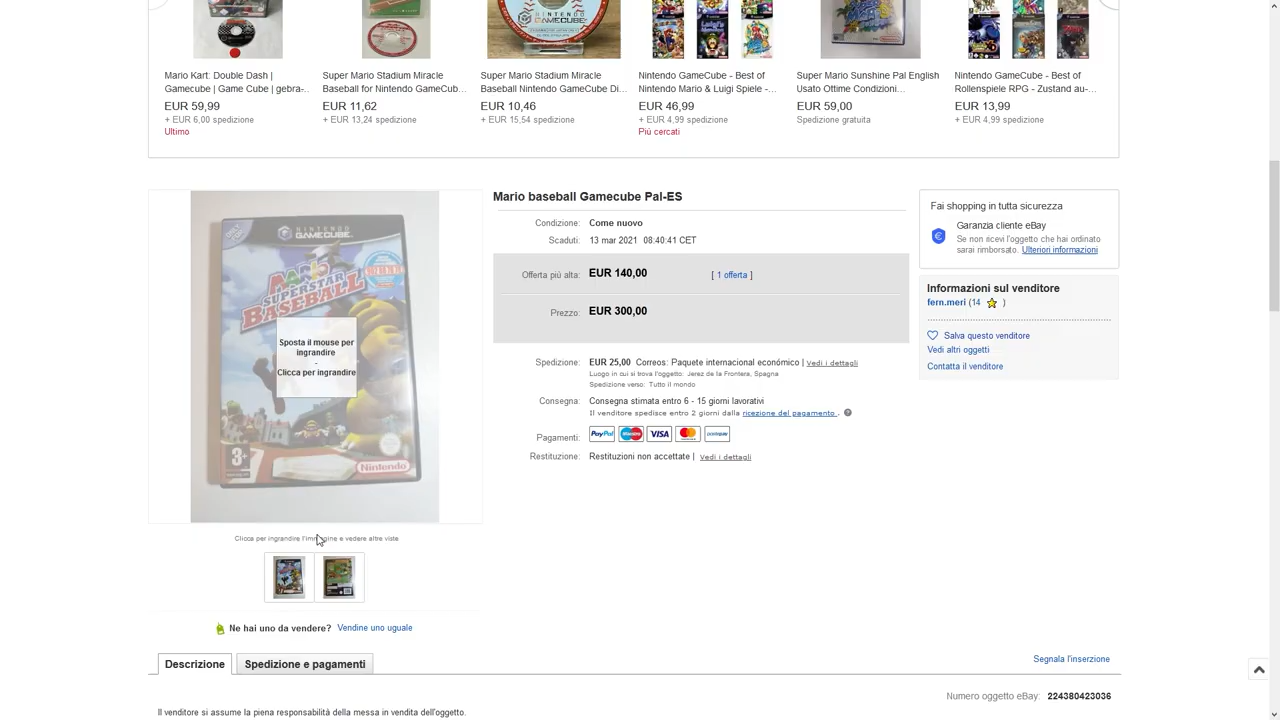 Mario Kart: Double Dash |
Gamecube | Game Cube | gebra-...
EUR 59,99
+ EUR 6,00 spedizione
Ultimo
Super Mario Stadium Miracle
Baseball for Nintendo GameCub...
EUR 11,62
+ EUR 13,24 spedizione
Super Mario Stadium Miracle
Baseball Nintendo GameCube Di...
EUR 10,46
+ EUR 15,54 spedizione
Nintendo GameCube - Best of
Nintendo Mario & Luigi Spiele -...
EUR 46,99
+ EUR 4,99 spedizione
Più cercati
Super Mario Sunshine Pal English
Usato Ottime Condizioni...
EUR 59,00
Spedizione gratuita
Nintendo GameCube - Best of
Rollenspiele RPG - Zustand au-...
EUR 13,99
+ EUR 4,99 spedizione
NINTENDO
GAMECUBE
MARIO
SUPERSTAR
BASEBALL
Sposta il mouse per
ingrandire
-
Clicca per ingrandire
3+
Nintendo
Clicca per ingrandire l'immagine e vedere altre viste
Ne hai uno da vendere? Vendine uno uguale
Mario baseball Gamecube Pal-ES
Condizione: Come nuovo
Scaduti: 13 mar 2021 08:40:41 CET
Offerta più alta: EUR 140,00 [ 1 offerta ]
Prezzo: EUR 300,00
Spedizione: EUR 25,00 Correos: Paquete internacional económico | Vedi i dettagli
Luogo in cui si trova l'oggetto: Jerez de la Frontera, Spagna
Spedizione verso: Tutto il mondo
Consegna: Consegna stimata entro 6 - 15 giorni lavorativi
Il venditore spedisce entro 2 giorni dalla ricezione del pagamento . ?
Pagamenti: PayPal Maestro VISA MasterCard
Restituzione: Restituzioni non accettate | Vedi i dettagli
Fai shopping in tutta sicurezza
Garanzia cliente eBay
Se non ricevi l'oggetto che hai ordinato
sarai rimborsato. Ulteriori informazioni
Informazioni sul venditore
fern.meri (14 )
Salva questo venditore
Vedi altri oggetti
Contatta il venditore
Descrizione
Spedizione e pagamenti
Segnala l'inserzione
Numero oggetto eBay: 224380423036
Il venditore si assume la piena responsabilità della messa in vendita dell'oggetto.